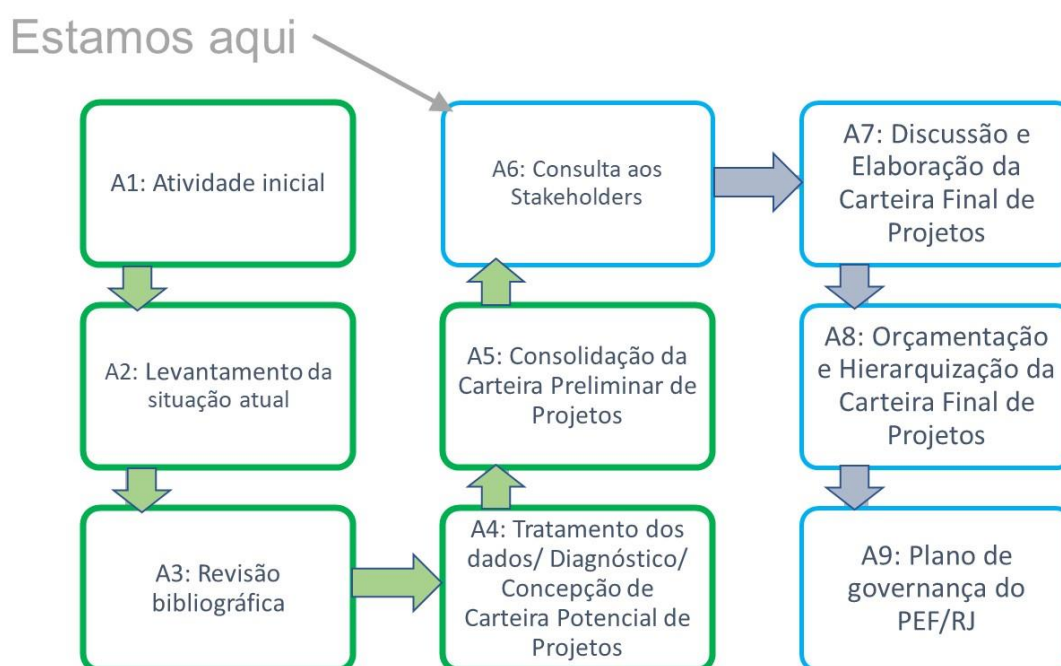 Estamos aqui
A1: Atividade inicial
A2: Levantamento da
situação atual
A3: Revisão
bibliográfica
A4: Tratamento dos
dados/ Diagnóstico/
Concepção de
Carteira Potencial de
Projetos
A5: Consolidação da
Carteira Preliminar de
Projetos
A6: Consulta aos
Stakeholders
A7: Discussão e
Elaboração da
Carteira Final de
Projetos
A8: Orçamentação
e Hierarquização da
Carteira Final de
Projetos
A9: Plano de
governança do
PEF/RJ